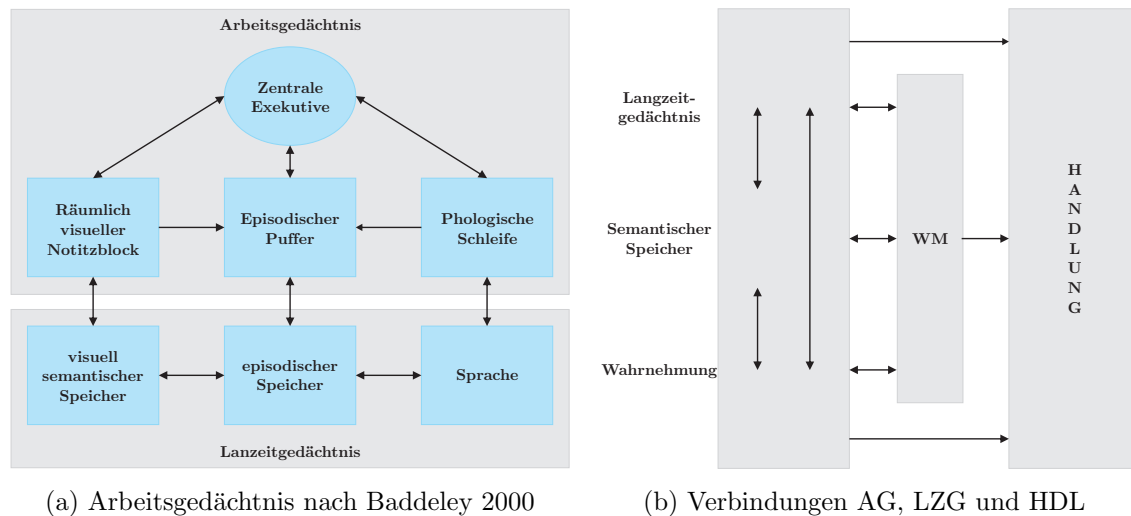 Arbeitsgedächtnis
Zentrale
Exekutive
Räumlich
visueller
Notitzblock
Episodischer
Puffer
Phologische
Schleife
visuell
semantischer
Speicher
episodischer
Speicher
Sprache
Lanzeitgedächtnis
(a) Arbeitsgedächtnis nach Baddeley 2000
Langzeit-
gedächtnis
Semantischer
Speicher
Wahrnehmung
WM
H
A
N
D
L
U
N
G
(b) Verbindungen AG, LZG und HDL